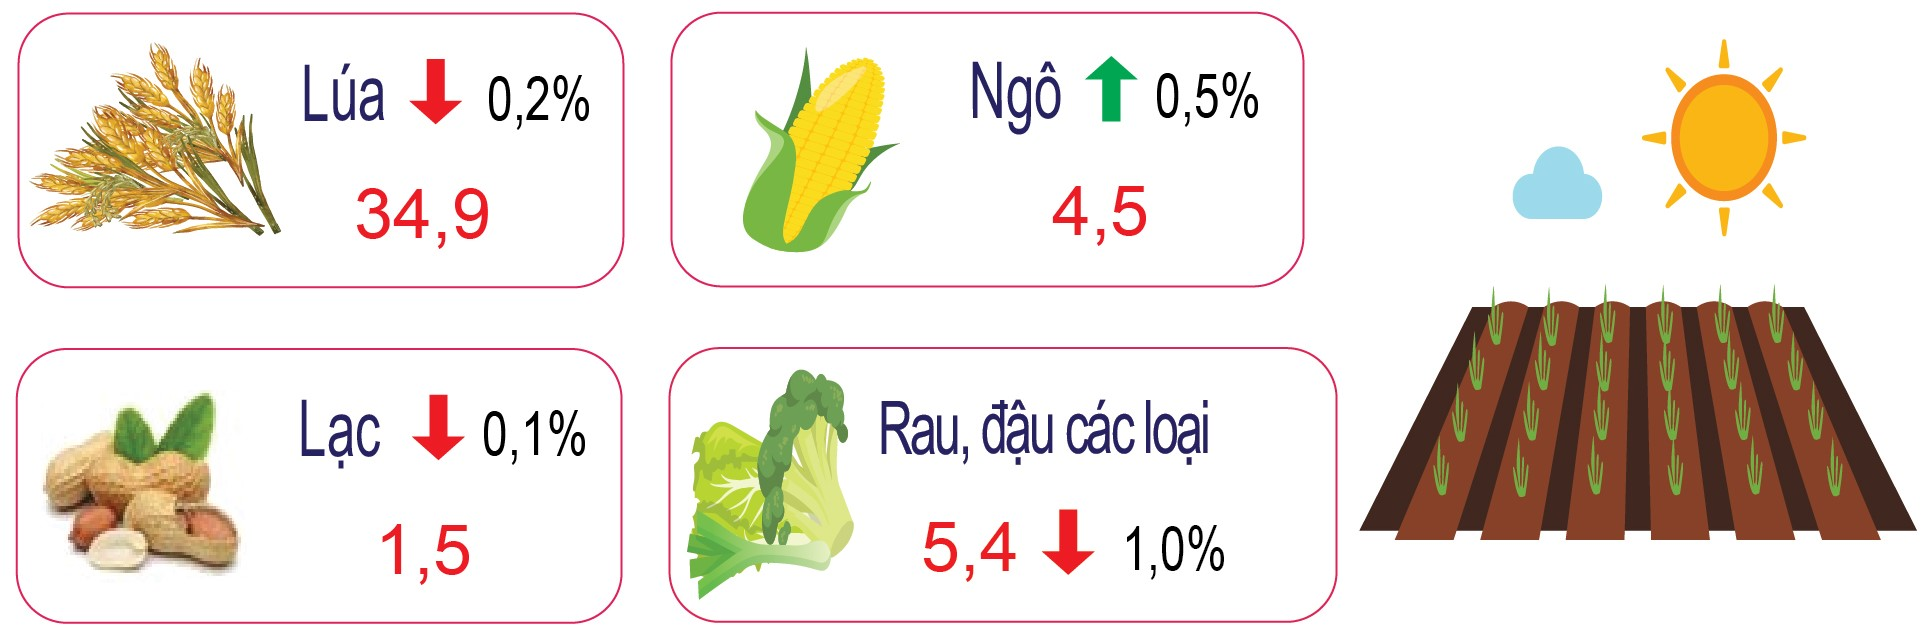 Lúa 0,2%
34,9
Ngô 0,5%
4,5
Lạc 0,1%
1,5
Rau, đậu các loại
5,4 1,0%